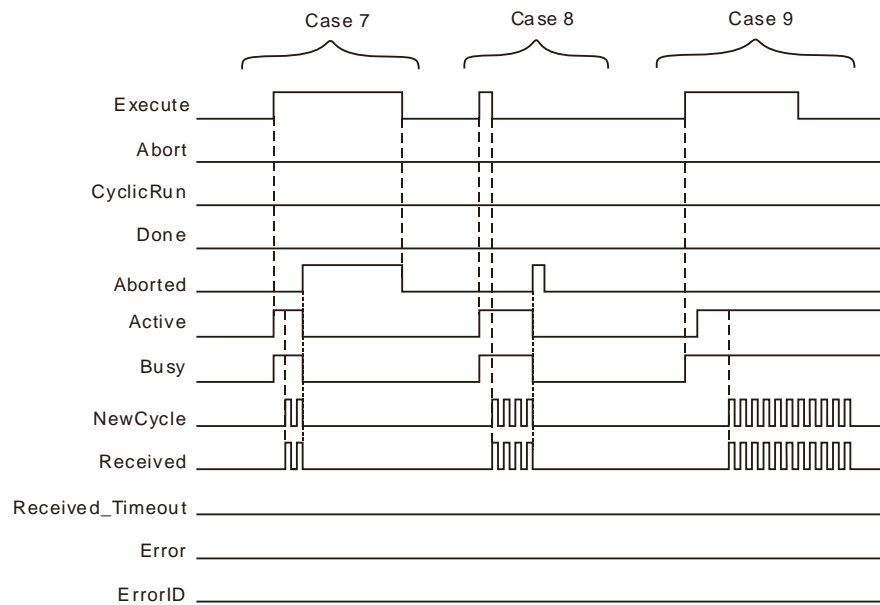 Case 7
Case 8
Case 9
Execute
Abort
CyclicRun
Done
Aborted
Active
Busy
NewCycle
Received
Received_Timeout
Error
ErrorID